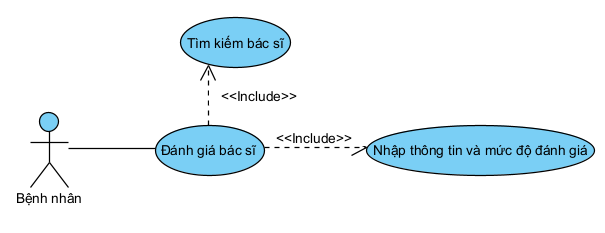 Tìm kiếm bác sĩ
<<Include>>
<<Include>>
Đánh giá bác sĩ
Nhập thông tin và mức độ đánh giá
Bệnh nhân